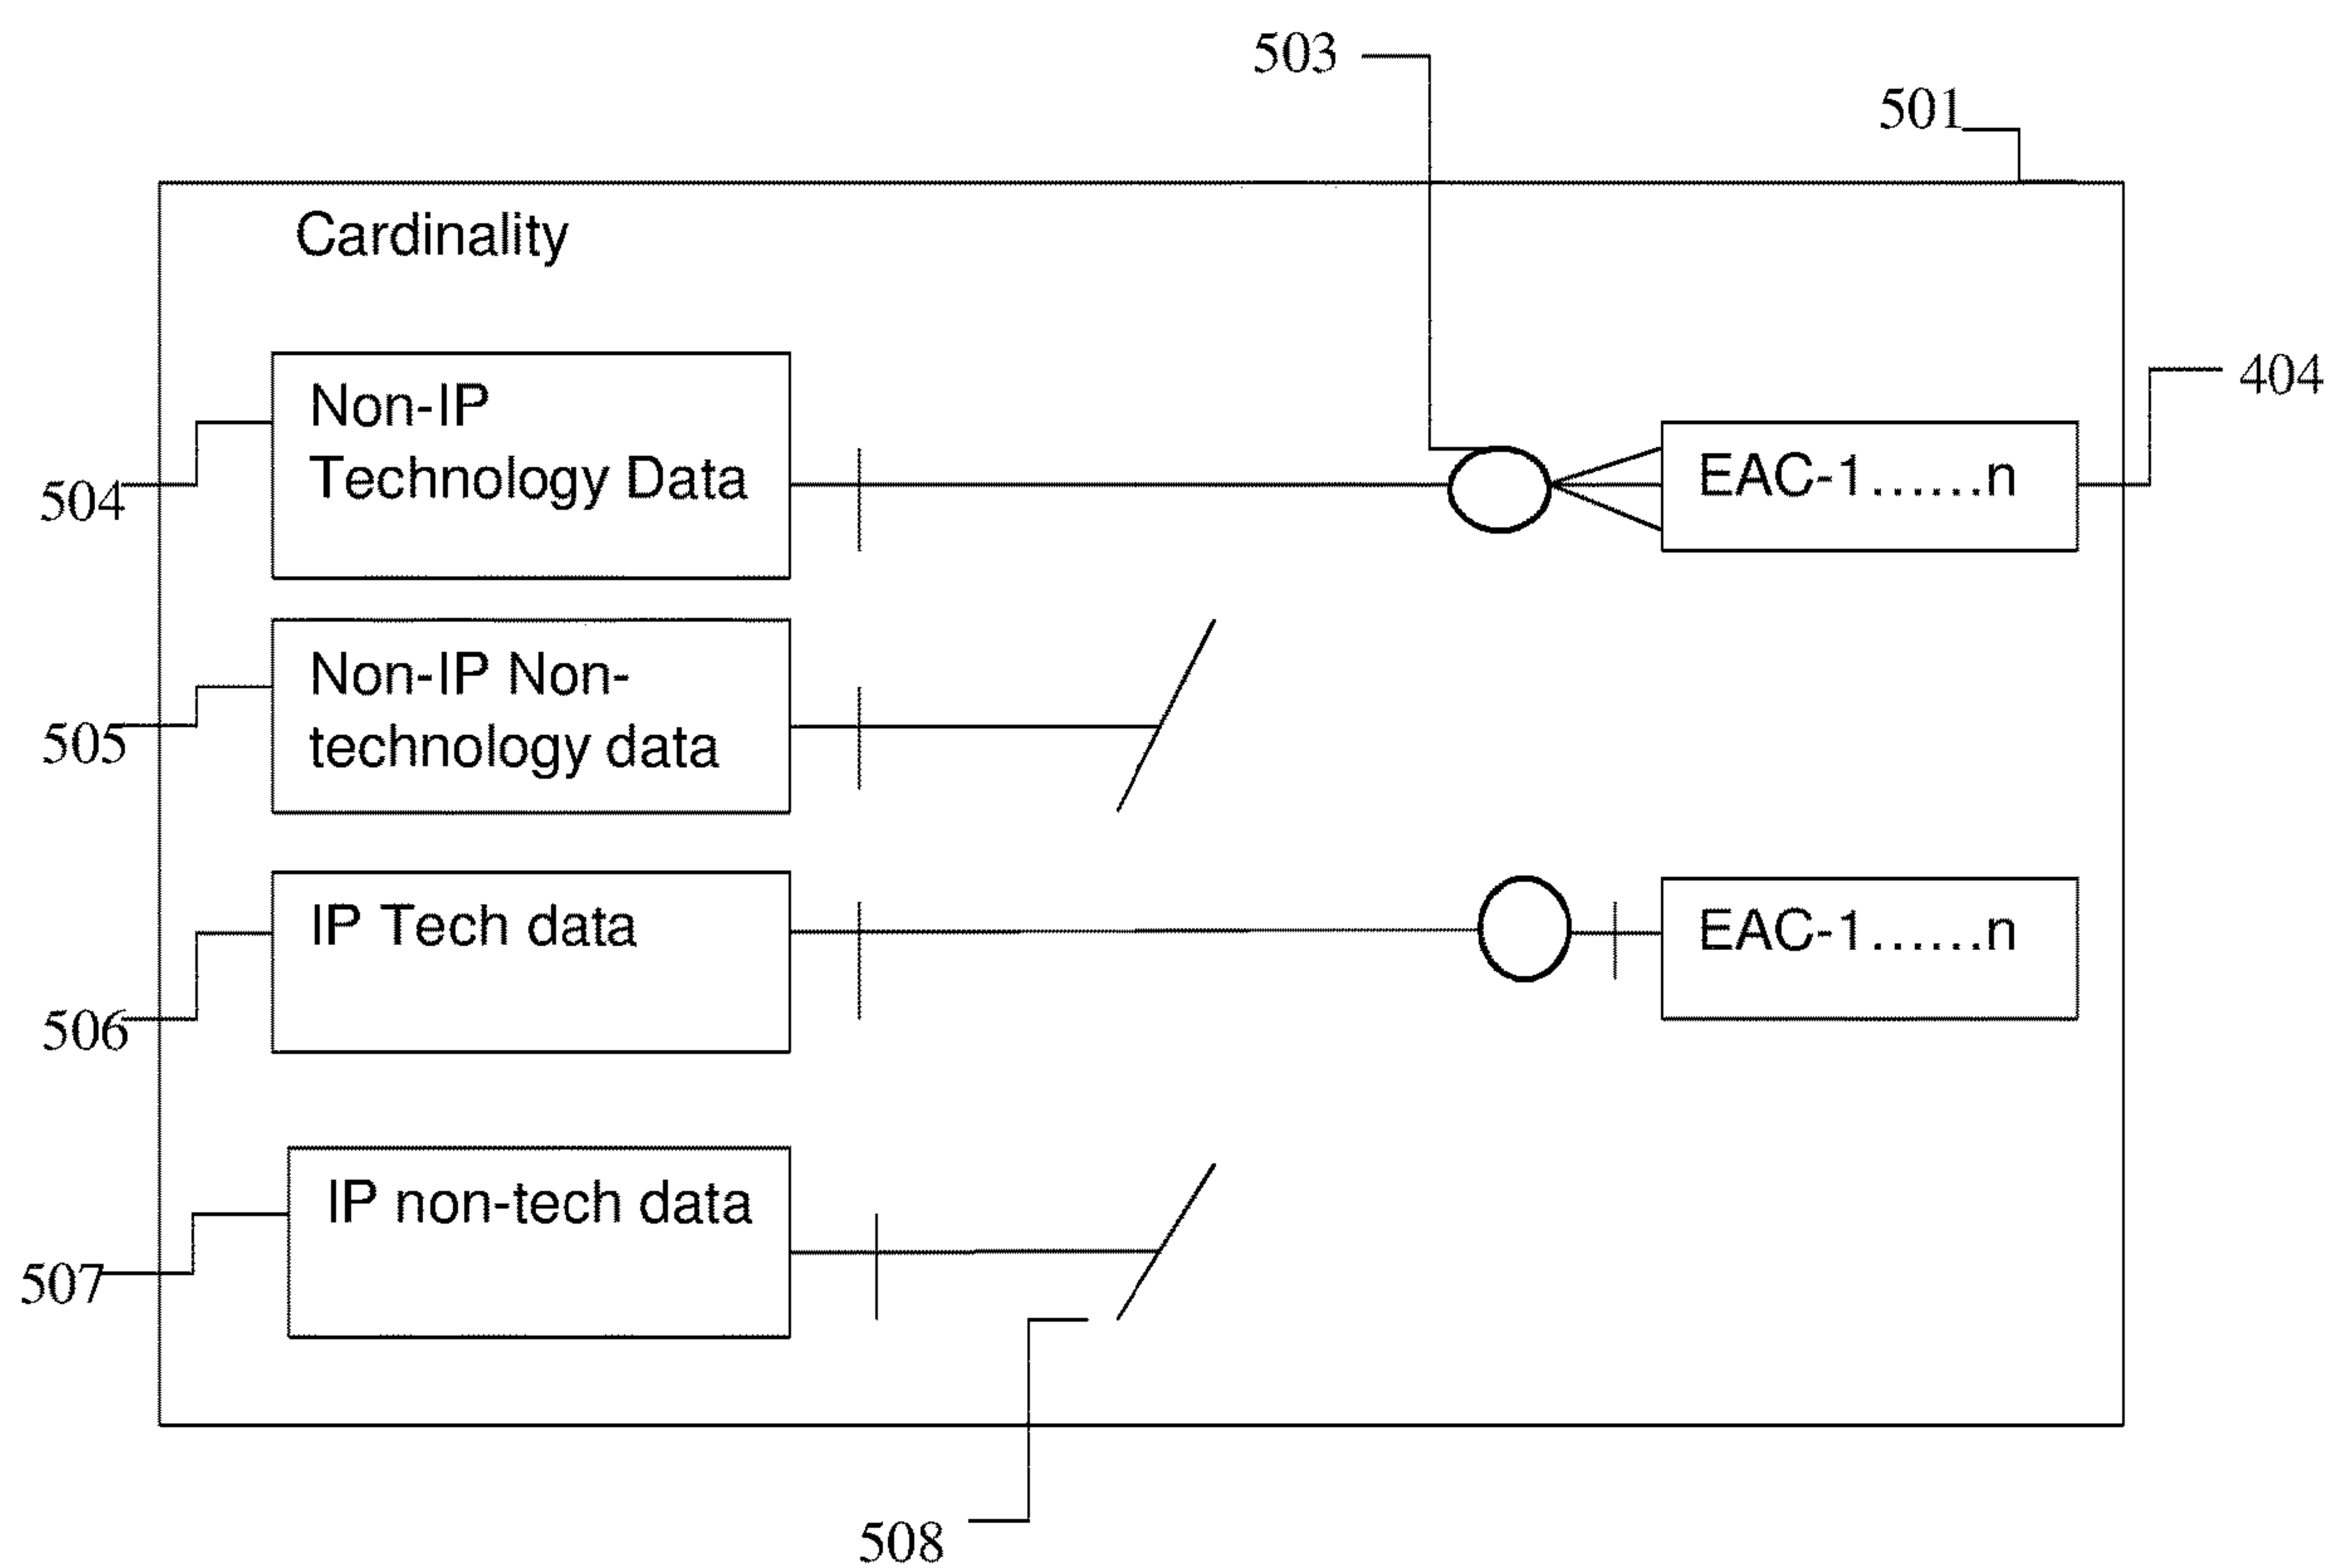 503
501
Cardinality
404
Non-IP
Technology Data
EAC-1......n
504
Non-IP Non-
technology data
505
IP Tech data
EAC-1......n
506
IP non-tech data
507
508